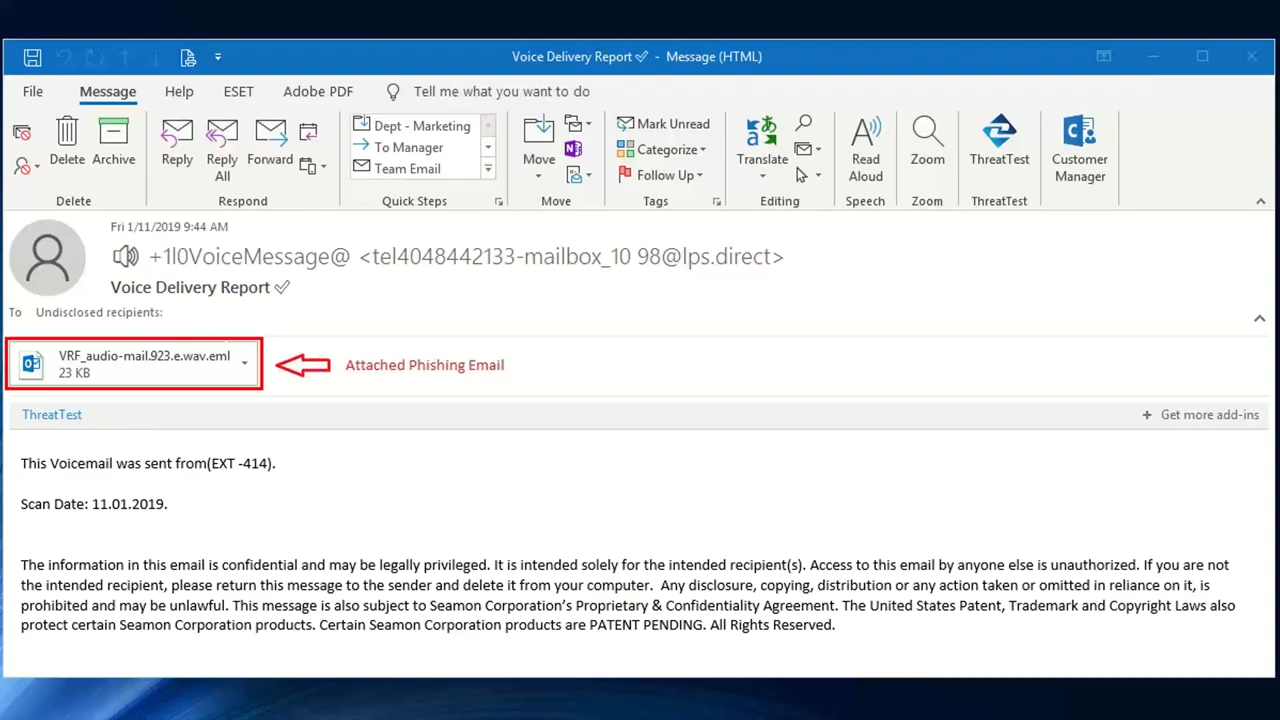 Voice Delivery Report ✓ - Message (HTML)
File Message Help ESET Adobe PDF Tell me what you want to do
Delete Archive Reply Reply All Forward
Dept - Marketing
To Manager
Team Email
Move
Mark Unread
Categorize
Follow Up
Translate
Read Aloud
Zoom
ThreatTest
Customer Manager
Delete Respond Quick Steps Move Tags Editing Speech Zoom ThreatTest
Fri 1/11/2019 9:44 AM
+1l0VoiceMessage@ <tel4048442133-mailbox_10 98@lps.direct>
Voice Delivery Report ✓
To Undisclosed recipients:
VRF_audio-mail.923.e.wav.eml
23 KB
Attached Phishing Email
ThreatTest + Get more add-ins
This Voicemail was sent from(EXT -414).
Scan Date: 11.01.2019.
The information in this email is confidential and may be legally privileged. It is intended solely for the intended recipient(s). Access to this email by anyone else is unauthorized. If you are not
the intended recipient, please return this message to the sender and delete it from your computer.  Any disclosure, copying, distribution or any action taken or omitted in reliance on it, is
prohibited and may be unlawful. This message is also subject to Seamon Corporation's Proprietary & Confidentiality Agreement. The United States Patent, Trademark and Copyright Laws also
protect certain Seamon Corporation products. Certain Seamon Corporation products are PATENT PENDING. All Rights Reserved.